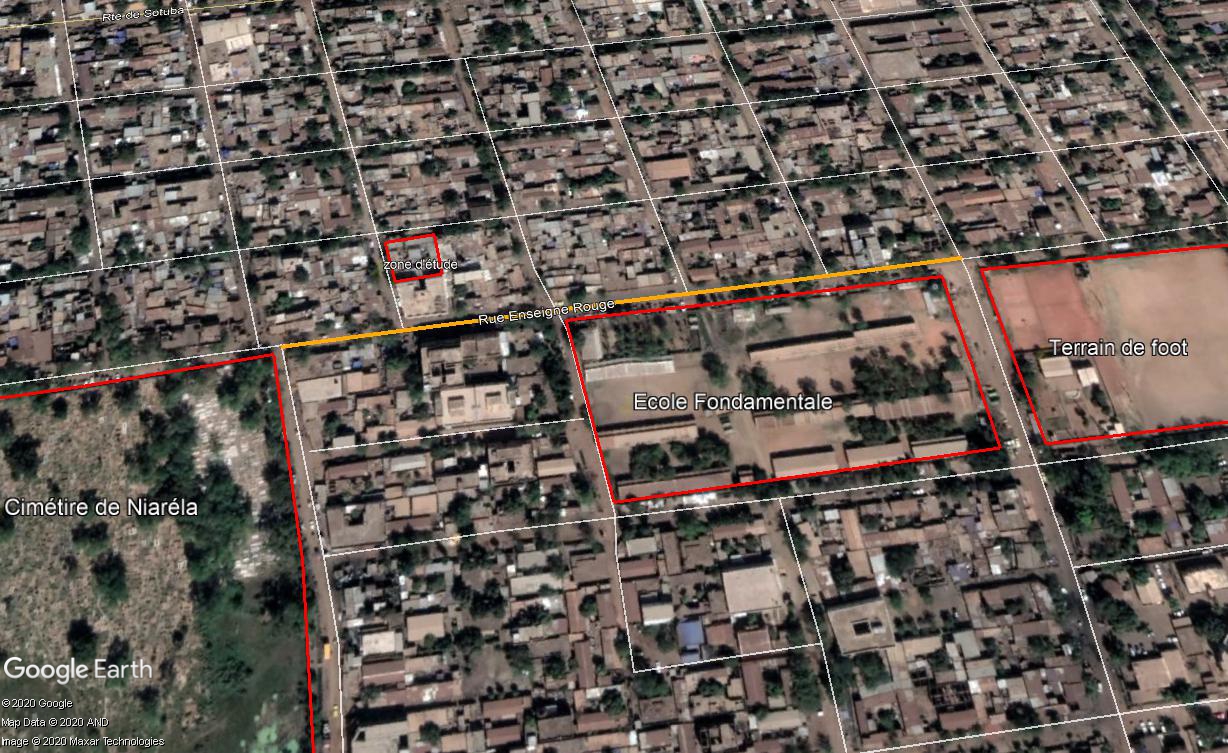 Rte de Sotuba
zone d'étude
Rue Enseigne Rouge
Terrain de foot
Ecole Fondamentale
Cimétire de Niaréla
Google Earth
©2020 Google
Map Data © 2020 AND
Image © 2020 Maxar Technologies